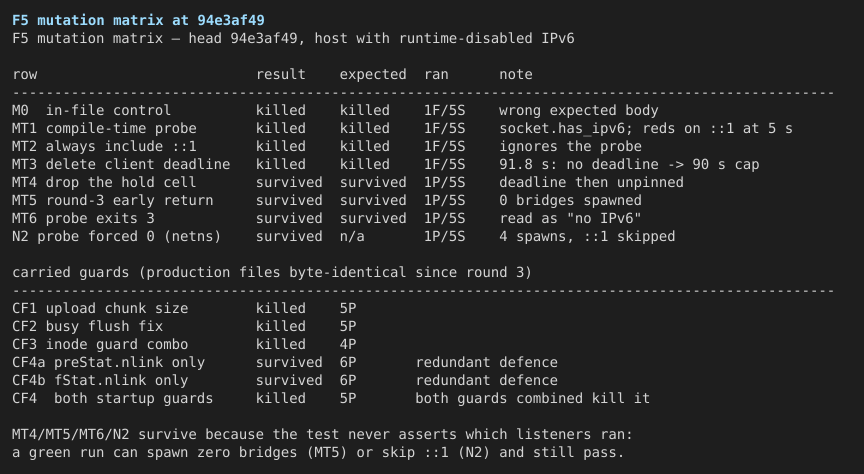 F5 mutation matrix at 94e3af49
F5 mutation matrix — head 94e3af49, host with runtime-disabled IPv6
row result expected ran note
--------------------------------------------------------------------------------------------------
M0 in-file control killed killed 1F/5S wrong expected body
MT1 compile-time probe killed killed 1F/5S socket.has_ipv6; reds on ::1 at 5 s
MT2 always include ::1 killed killed 1F/5S ignores the probe
MT3 delete client deadline killed killed 1F/5S 91.8 s: no deadline -> 90 s cap
MT4 drop the hold cell survived survived 1P/5S deadline then unpinned
MT5 round-3 early return survived survived 1P/5S 0 bridges spawned
MT6 probe exits 3 survived survived 1P/5S read as "no IPv6"
N2 probe forced 0 (netns) survived n/a 1P/5S 4 spawns, ::1 skipped
carried guards (production files byte-identical since round 3)
--------------------------------------------------------------------------------------------------
CF1 upload chunk size killed 5P
CF2 busy flush fix killed 5P
CF3 inode guard combo killed 4P
CF4a preStat.nlink only survived 6P redundant defence
CF4b fStat.nlink only survived 6P redundant defence
CF4 both startup guards killed 5P both guards combined kill it
MT4/MT5/MT6/N2 survive because the test never asserts which listeners ran:
a green run can spawn zero bridges (MT5) or skip ::1 (N2) and still pass.